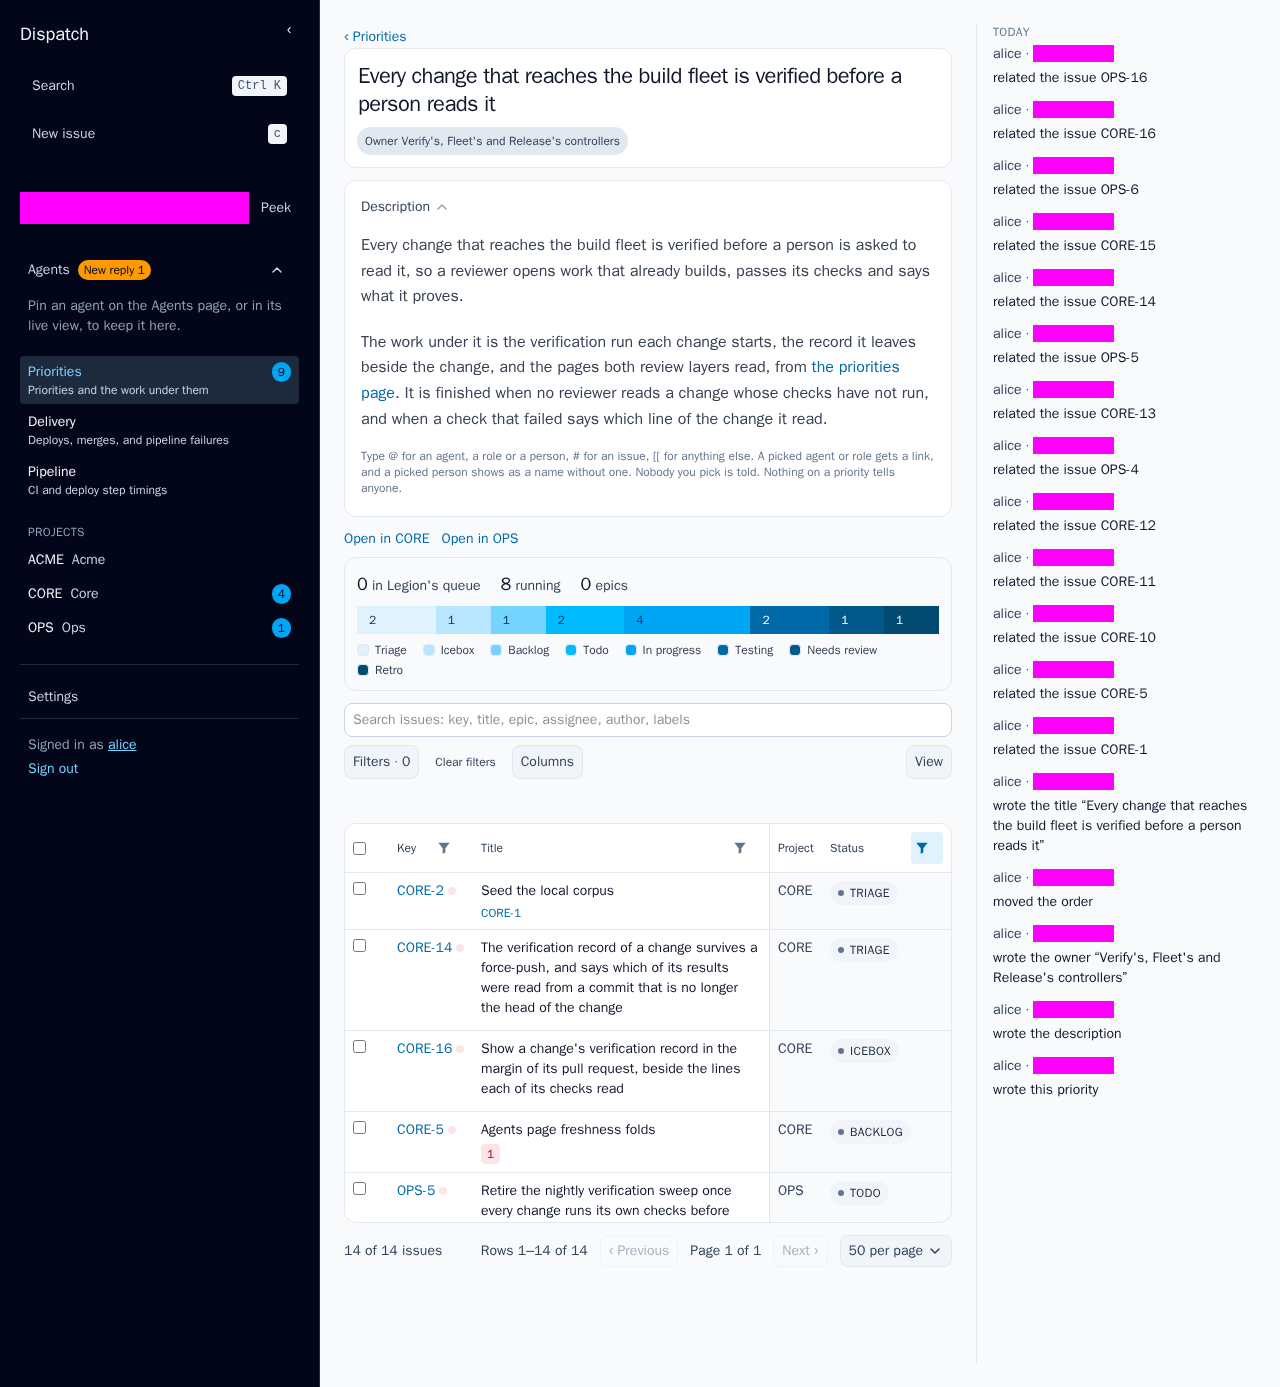 Dispatch
‹
Search
Ctrl K
New issue
C
Peek
Agents
New reply 1
Pin an agent on the Agents page, or in its
live view, to keep it here.
Priorities
9
Priorities and the work under them
Delivery
Deploys, merges, and pipeline failures
Pipeline
CI and deploy step timings
PROJECTS
ACME Acme
CORE Core
4
OPS Ops
1
Settings
Signed in as alice
Sign out
‹ Priorities
Every change that reaches the build fleet is verified before a
person reads it
Owner Verify's, Fleet's and Release's controllers
Description
Every change that reaches the build fleet is verified before a person is asked to
read it, so a reviewer opens work that already builds, passes its checks and says
what it proves.
The work under it is the verification run each change starts, the record it leaves
beside the change, and the pages both review layers read, from the priorities
page. It is finished when no reviewer reads a change whose checks have not run,
and when a check that failed says which line of the change it read.
Type @ for an agent, a role or a person, # for an issue, [[ for anything else. A picked agent or role gets a link,
and a picked person shows as a name without one. Nobody you pick is told. Nothing on a priority tells
anyone.
Open in CORE Open in OPS
0 in Legion's queue 8 running 0 epics
2 1 1 2 4 2 1 1
Triage Icebox Backlog Todo In progress Testing Needs review
Retro
Search issues: key, title, epic, assignee, author, labels
Filters · 0
Clear filters
Columns
View
Key Title Project Status
CORE-2 Seed the local corpus CORE TRIAGE
CORE-1
CORE-14 The verification record of a change survives a CORE TRIAGE
force-push, and says which of its results
were read from a commit that is no longer
the head of the change
CORE-16 Show a change's verification record in the CORE ICEBOX
margin of its pull request, beside the lines
each of its checks read
CORE-5 Agents page freshness folds CORE BACKLOG
1
OPS-5 Retire the nightly verification sweep once OPS TODO
every change runs its own checks before
14 of 14 issues
Rows 1–14 of 14
‹ Previous
Page 1 of 1
Next ›
50 per page
TODAY
alice ·
related the issue OPS-16
alice ·
related the issue CORE-16
alice ·
related the issue OPS-6
alice ·
related the issue CORE-15
alice ·
related the issue CORE-14
alice ·
related the issue OPS-5
alice ·
related the issue CORE-13
alice ·
related the issue OPS-4
alice ·
related the issue CORE-12
alice ·
related the issue CORE-11
alice ·
related the issue CORE-10
alice ·
related the issue CORE-5
alice ·
related the issue CORE-1
alice ·
wrote the title “Every change that reaches
the build fleet is verified before a person
reads it”
alice ·
moved the order
alice ·
wrote the owner “Verify's, Fleet's and
Release's controllers”
alice ·
wrote the description
alice ·
wrote this priority